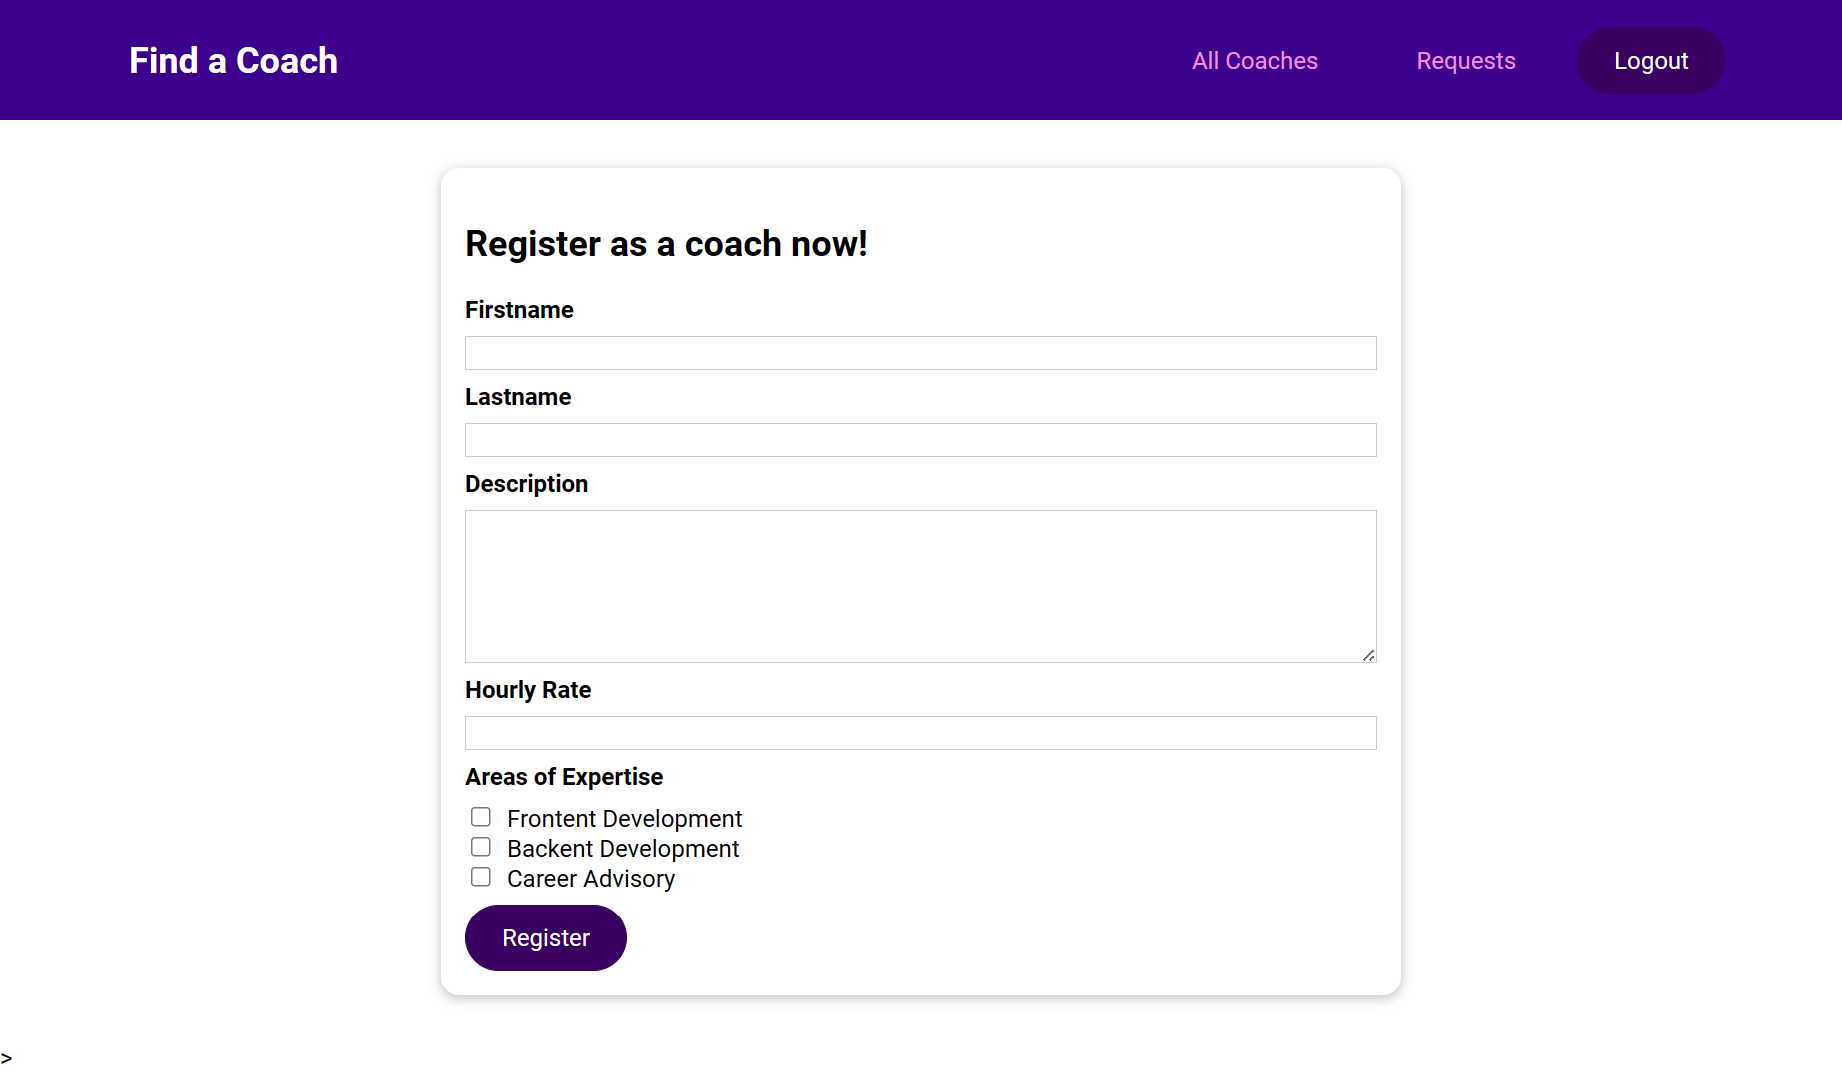 Find a Coach
All Coaches
Requests
Logout
Register as a coach now!
Firstname
Lastname
Description
Hourly Rate
Areas of Expertise
Frontent Development
Backent Development
Career Advisory
Register
>